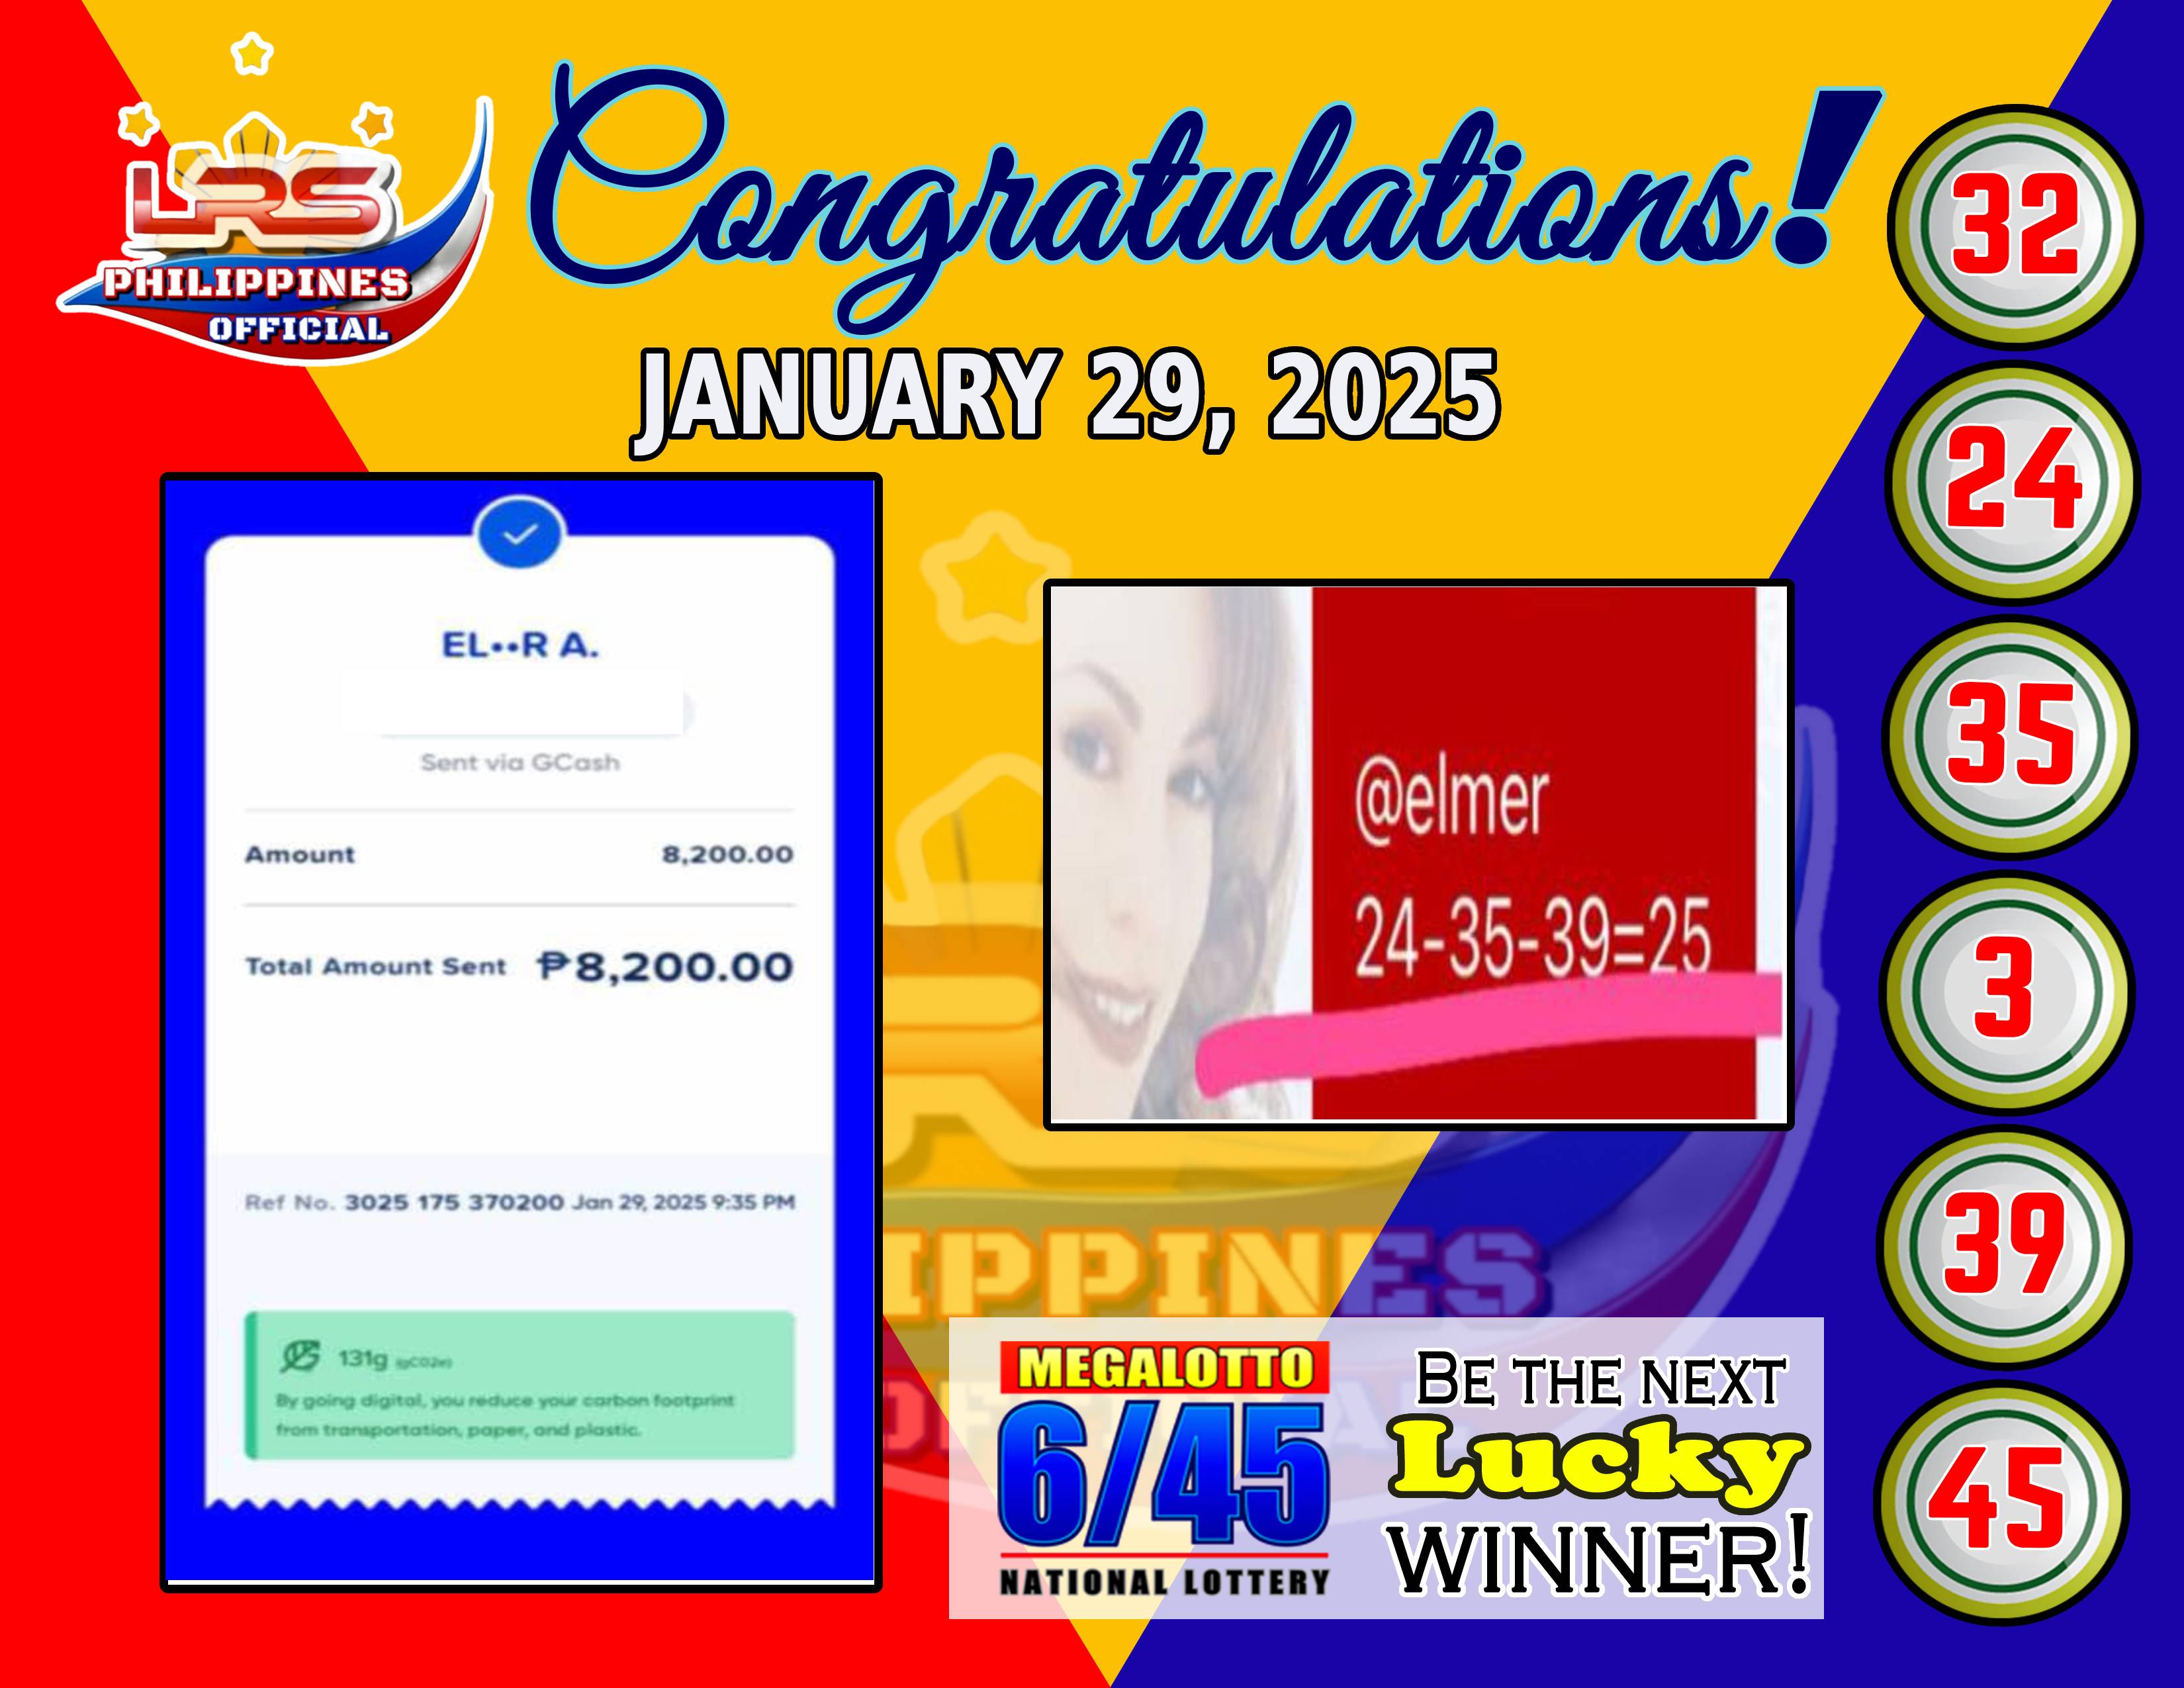 LRS
PHILIPPINES
OFFICIAL
Congratulations!
JANUARY 29, 2025
EL••R A.
Sent via GCash
Amount 8,200.00
Total Amount Sent ₱8,200.00
Ref No. 3025 175 370200 Jan 29, 2025 9:35 PM
131g (gCO2e)
By going digital, you reduce your carbon footprint
from transportation, paper, and plastic.
@elmer
24-35-39=25
32
24
35
3
39
45
MEGALOTTO
6/45
NATIONAL LOTTERY
BE THE NEXT
Lucky
WINNER!
IPPINES